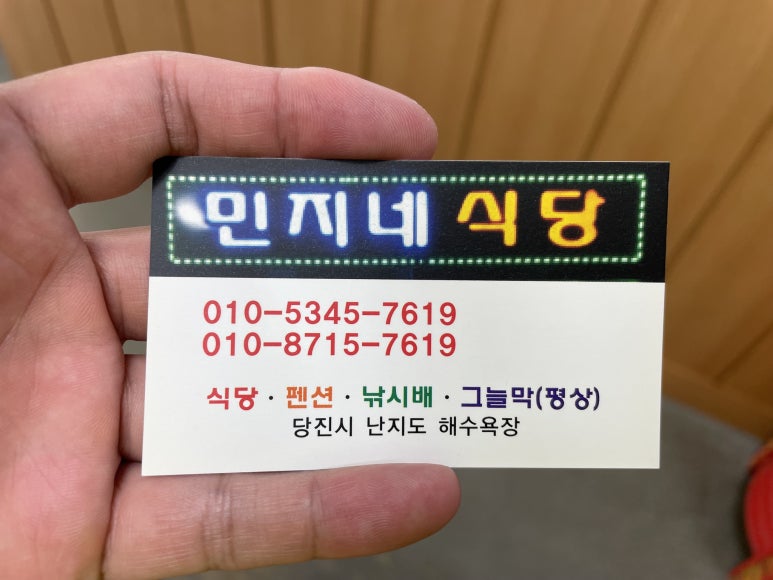 민지네 식당
010-5345-7619
010-8715-7619
식당 · 펜션 · 낚시배 · 그늘막(평상)
당진시 난지도 해수욕장